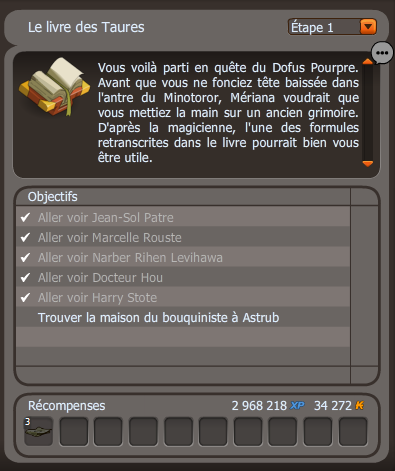 Le livre des Taures
Étape 1
Vous voilà parti en quête du Dofus Pourpre.
Avant que vous ne fonciez tête baissée dans
l'antre du Minotoror, Mériana voudrait que
vous mettiez la main sur un ancien grimoire.
D'après la magicienne, l'une des formules
retranscrites dans le livre pourrait bien vous
être utile.
Objectifs
Aller voir Jean-Sol Patre
Aller voir Marcelle Rouste
Aller voir Narber Rihen Levihawa
Aller voir Docteur Hou
Aller voir Harry Stote
Trouver la maison du bouquiniste à Astrub
Récompenses
2 968 218 XP
34 272 K
3